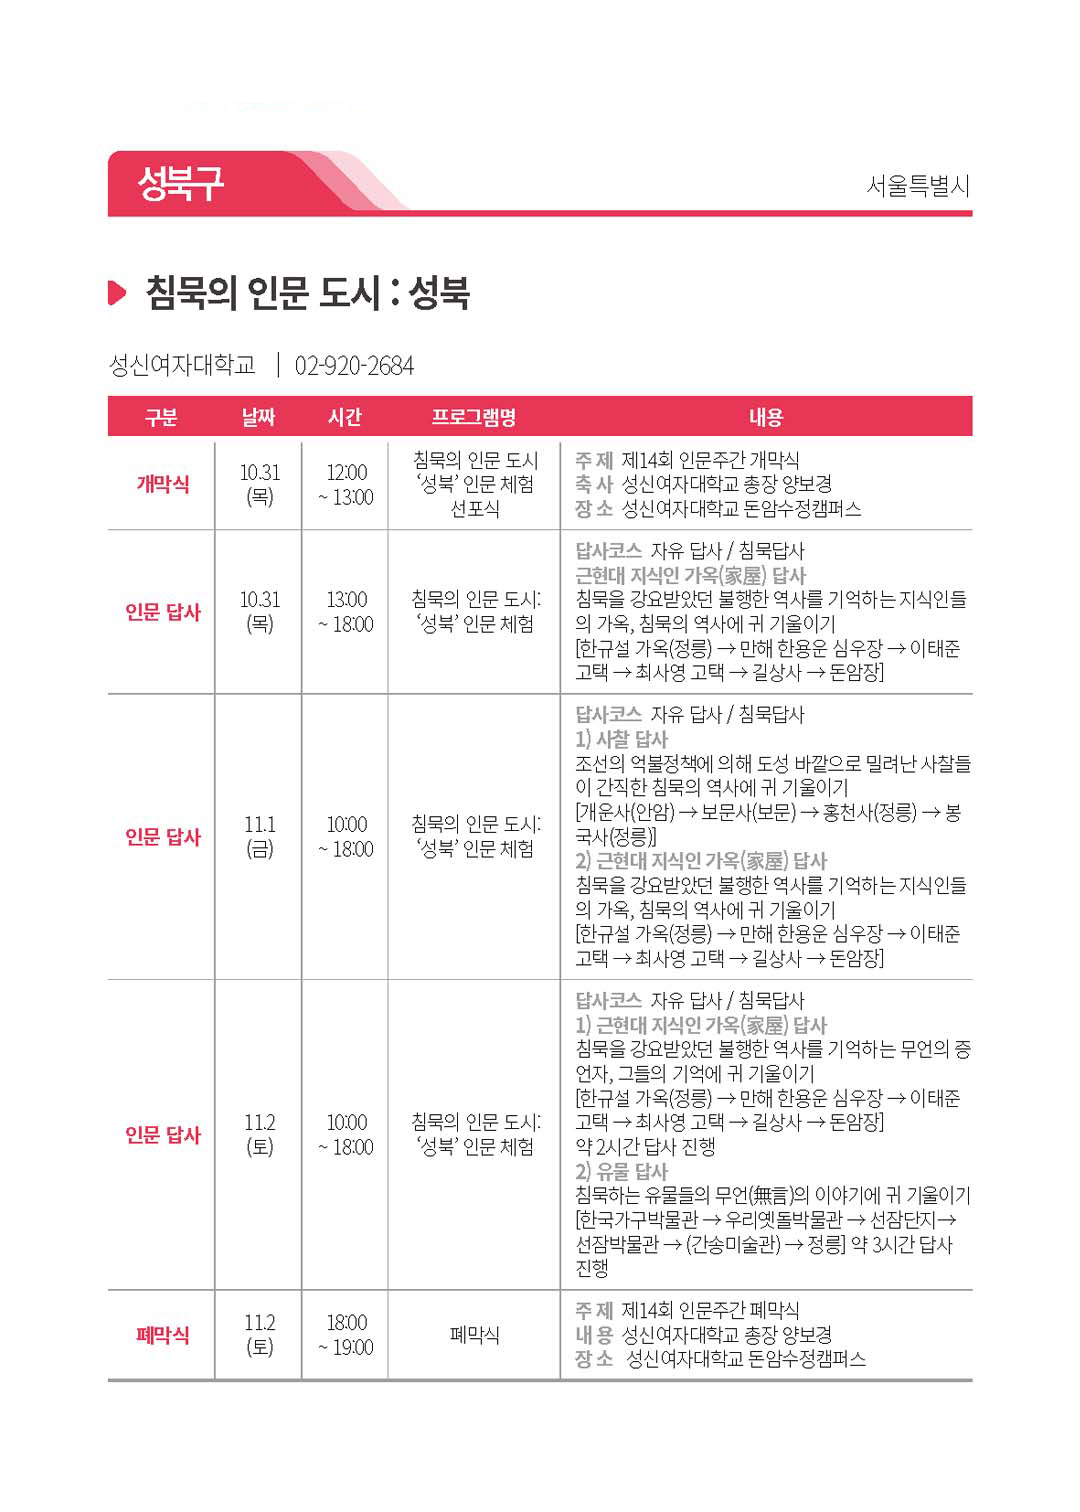 성북구
서울특별시
침묵의 인문 도시 : 성북
성신여자대학교 | 02-920-2684
구분 날짜 시간 프로그램명 내용
개막식
10.31
(목)
12:00
~ 13:00
침묵의 인문 도시
‘성북’ 인문 체험
선포식
주 제 제14회 인문주간 개막식
축 사 성신여자대학교 총장 양보경
장 소 성신여자대학교 돈암수정캠퍼스
인문 답사
10.31
(목)
13:00
~ 18:00
침묵의 인문 도시:
‘성북’ 인문 체험
답사코스 자유 답사 / 침묵답사
근현대 지식인 가옥(家屋) 답사
침묵을 강요받았던 불행한 역사를 기억하는 지식인들
의 가옥, 침묵의 역사에 귀 기울이기
[한규설 가옥(정릉) → 만해 한용운 심우장 → 이태준
고택 → 최사영 고택 → 길상사 → 돈암장]
인문 답사
11.1
(금)
10:00
~ 18:00
침묵의 인문 도시:
‘성북’ 인문 체험
답사코스 자유 답사 / 침묵답사
1) 사찰 답사
조선의 억불정책에 의해 도성 바깥으로 밀려난 사찰들
이 간직한 침묵의 역사에 귀 기울이기
[개운사(안암) → 보문사(보문) → 흥천사(정릉) → 봉
국사(정릉)]
2) 근현대 지식인 가옥(家屋) 답사
침묵을 강요받았던 불행한 역사를 기억하는 지식인들
의 가옥, 침묵의 역사에 귀 기울이기
[한규설 가옥(정릉) → 만해 한용운 심우장 → 이태준
고택 → 최사영 고택 → 길상사 → 돈암장]
인문 답사
11.2
(토)
10:00
~ 18:00
침묵의 인문 도시:
‘성북’ 인문 체험
답사코스 자유 답사 / 침묵답사
1) 근현대 지식인 가옥(家屋) 답사
침묵을 강요받았던 불행한 역사를 기억하는 무언의 증
언자, 그들의 기억에 귀 기울이기
[한규설 가옥(정릉) → 만해 한용운 심우장 → 이태준
고택 → 최사영 고택 → 길상사 → 돈암장]
약 2시간 답사 진행
2) 유물 답사
침묵하는 유물들의 무언(無言)의 이야기에 귀 기울이기
[한국가구박물관 → 우리옛돌박물관 → 선잠단지→
선잠박물관 → (간송미술관) → 정릉] 약 3시간 답사
진행
폐막식
11.2
(토)
18:00
~ 19:00
폐막식
주 제 제14회 인문주간 폐막식
내 용 성신여자대학교 총장 양보경
장 소 성신여자대학교 돈암수정캠퍼스